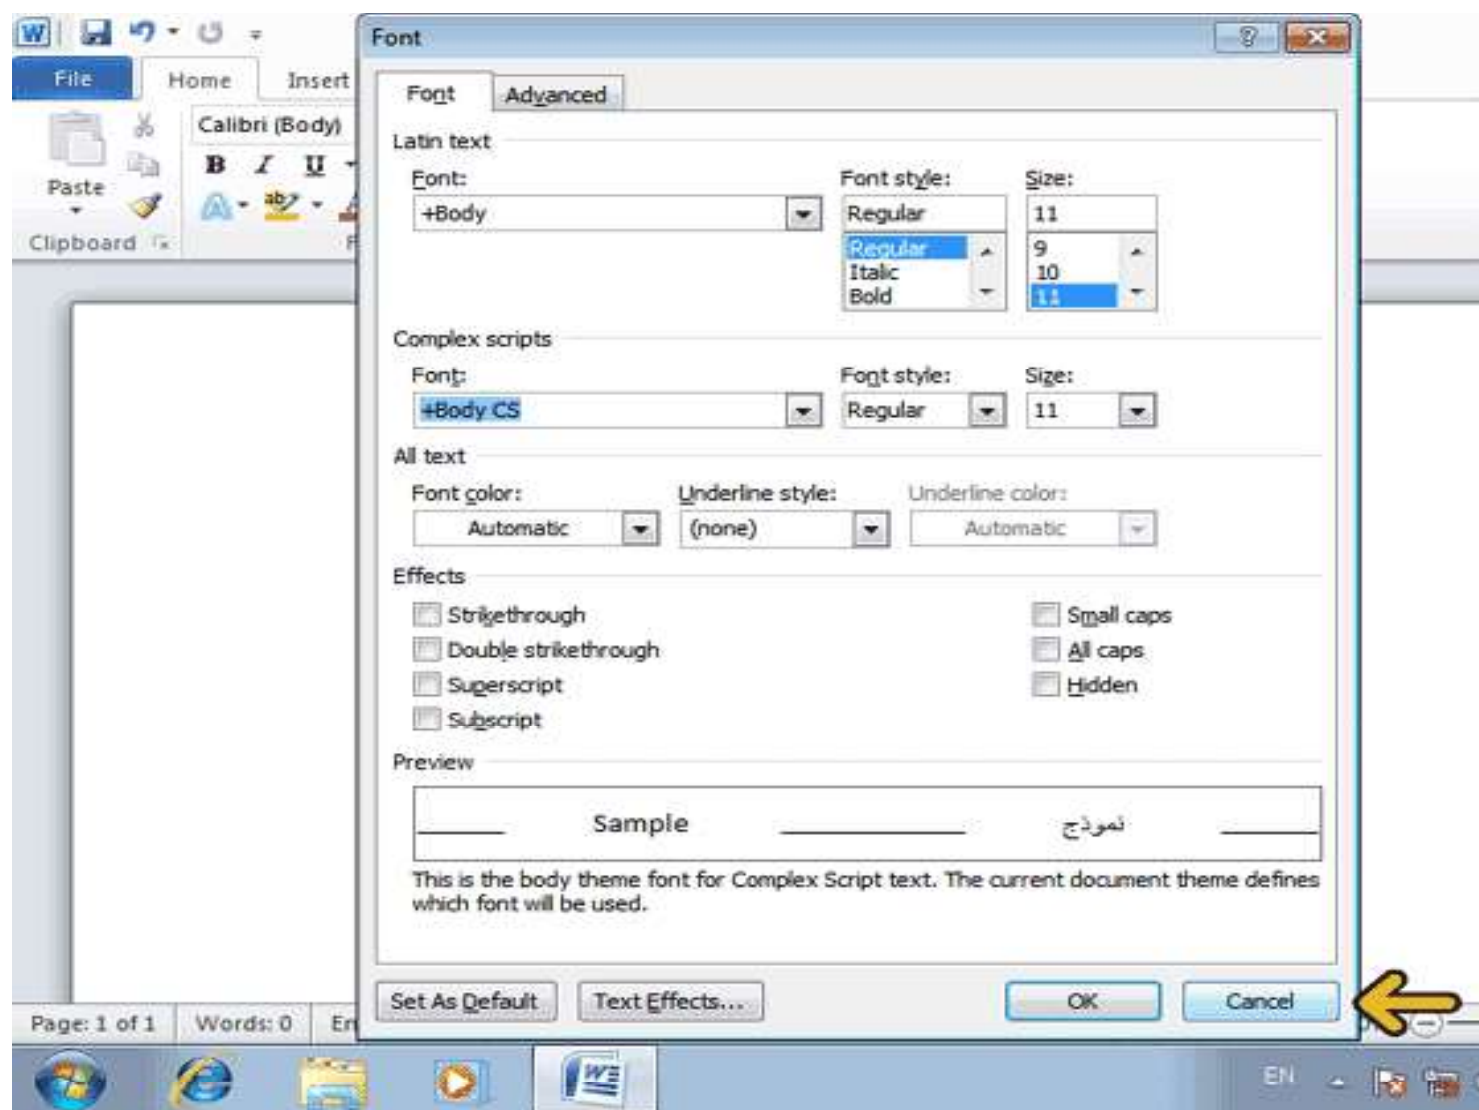 W
File Home Insert
Paste
Clipboard
Calibri (Body)
B I U
ab
A
F
Font
?
Font Advanced
Latin text
Font: Font style: Size:
+Body Regular 11
Regular 9
Italic 10
Bold 11
Complex scripts
Font: Font style: Size:
+Body CS Regular 11
All text
Font color: Underline style: Underline color:
Automatic (none) Automatic
Effects
Strikethrough Small caps
Double strikethrough All caps
Superscript Hidden
Subscript
Preview
Sample نموذج
This is the body theme font for Complex Script text. The current document theme defines
which font will be used.
Set As Default Text Effects... OK Cancel
Page: 1 of 1 Words: 0 En
W EN